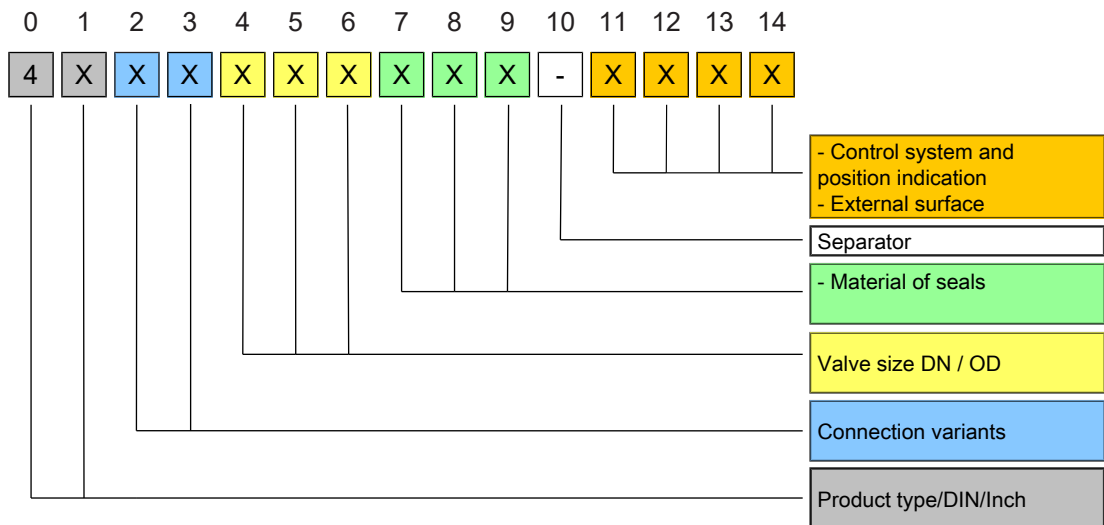 0 1 2 3 4 5 6 7 8 9 10 11 12 13 14
4 X X X X X X X X X - X X X X
- Control system and
position indication
- External surface
Separator
- Material of seals
Valve size DN / OD
Connection variants
Product type/DIN/Inch